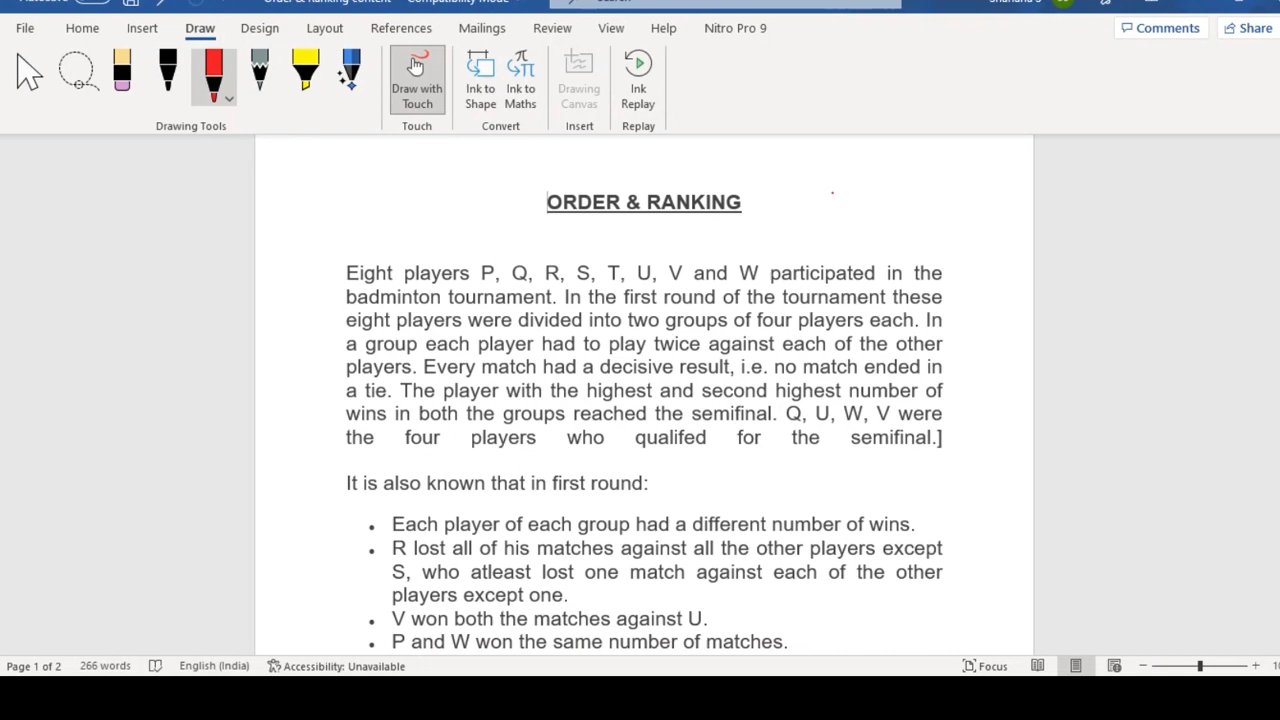 File Home Insert Draw Design Layout References Mailings Review View Help Nitro Pro 9 Comments Share
Draw with Touch
Ink to Shape
Ink to Maths
Drawing Canvas
Ink Replay
Drawing Tools Touch Convert Insert Replay
ORDER & RANKING
Eight players P, Q, R, S, T, U, V and W participated in the
badminton tournament. In the first round of the tournament these
eight players were divided into two groups of four players each. In
a group each player had to play twice against each of the other
players. Every match had a decisive result, i.e. no match ended in
a tie. The player with the highest and second highest number of
wins in both the groups reached the semifinal. Q, U, W, V were
the four players who qualifed for the semifinal.]
It is also known that in first round:
• Each player of each group had a different number of wins.
• R lost all of his matches against all the other players except
S, who atleast lost one match against each of the other
players except one.
• V won both the matches against U.
• P and W won the same number of matches.
Page 1 of 2 266 words English (India) Accessibility: Unavailable Focus